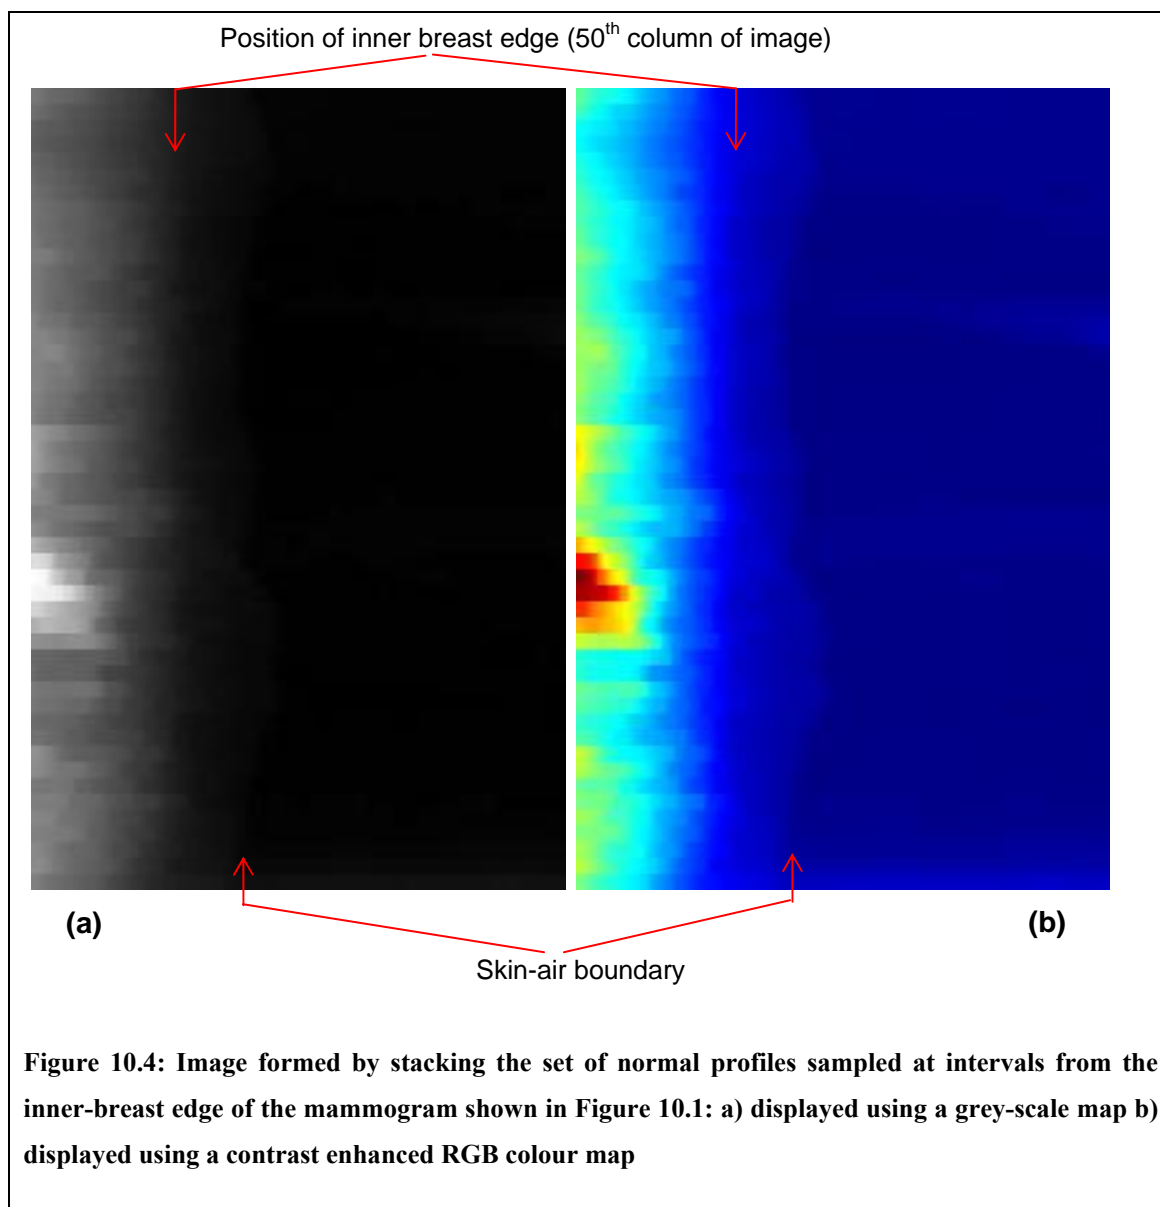 Position of inner breast edge (50th column of image)
(a)
(b)
Skin-air boundary
Figure 10.4: Image formed by stacking the set of normal profiles sampled at intervals from the
inner-breast edge of the mammogram shown in Figure 10.1: a) displayed using a grey-scale map b)
displayed using a contrast enhanced RGB colour map